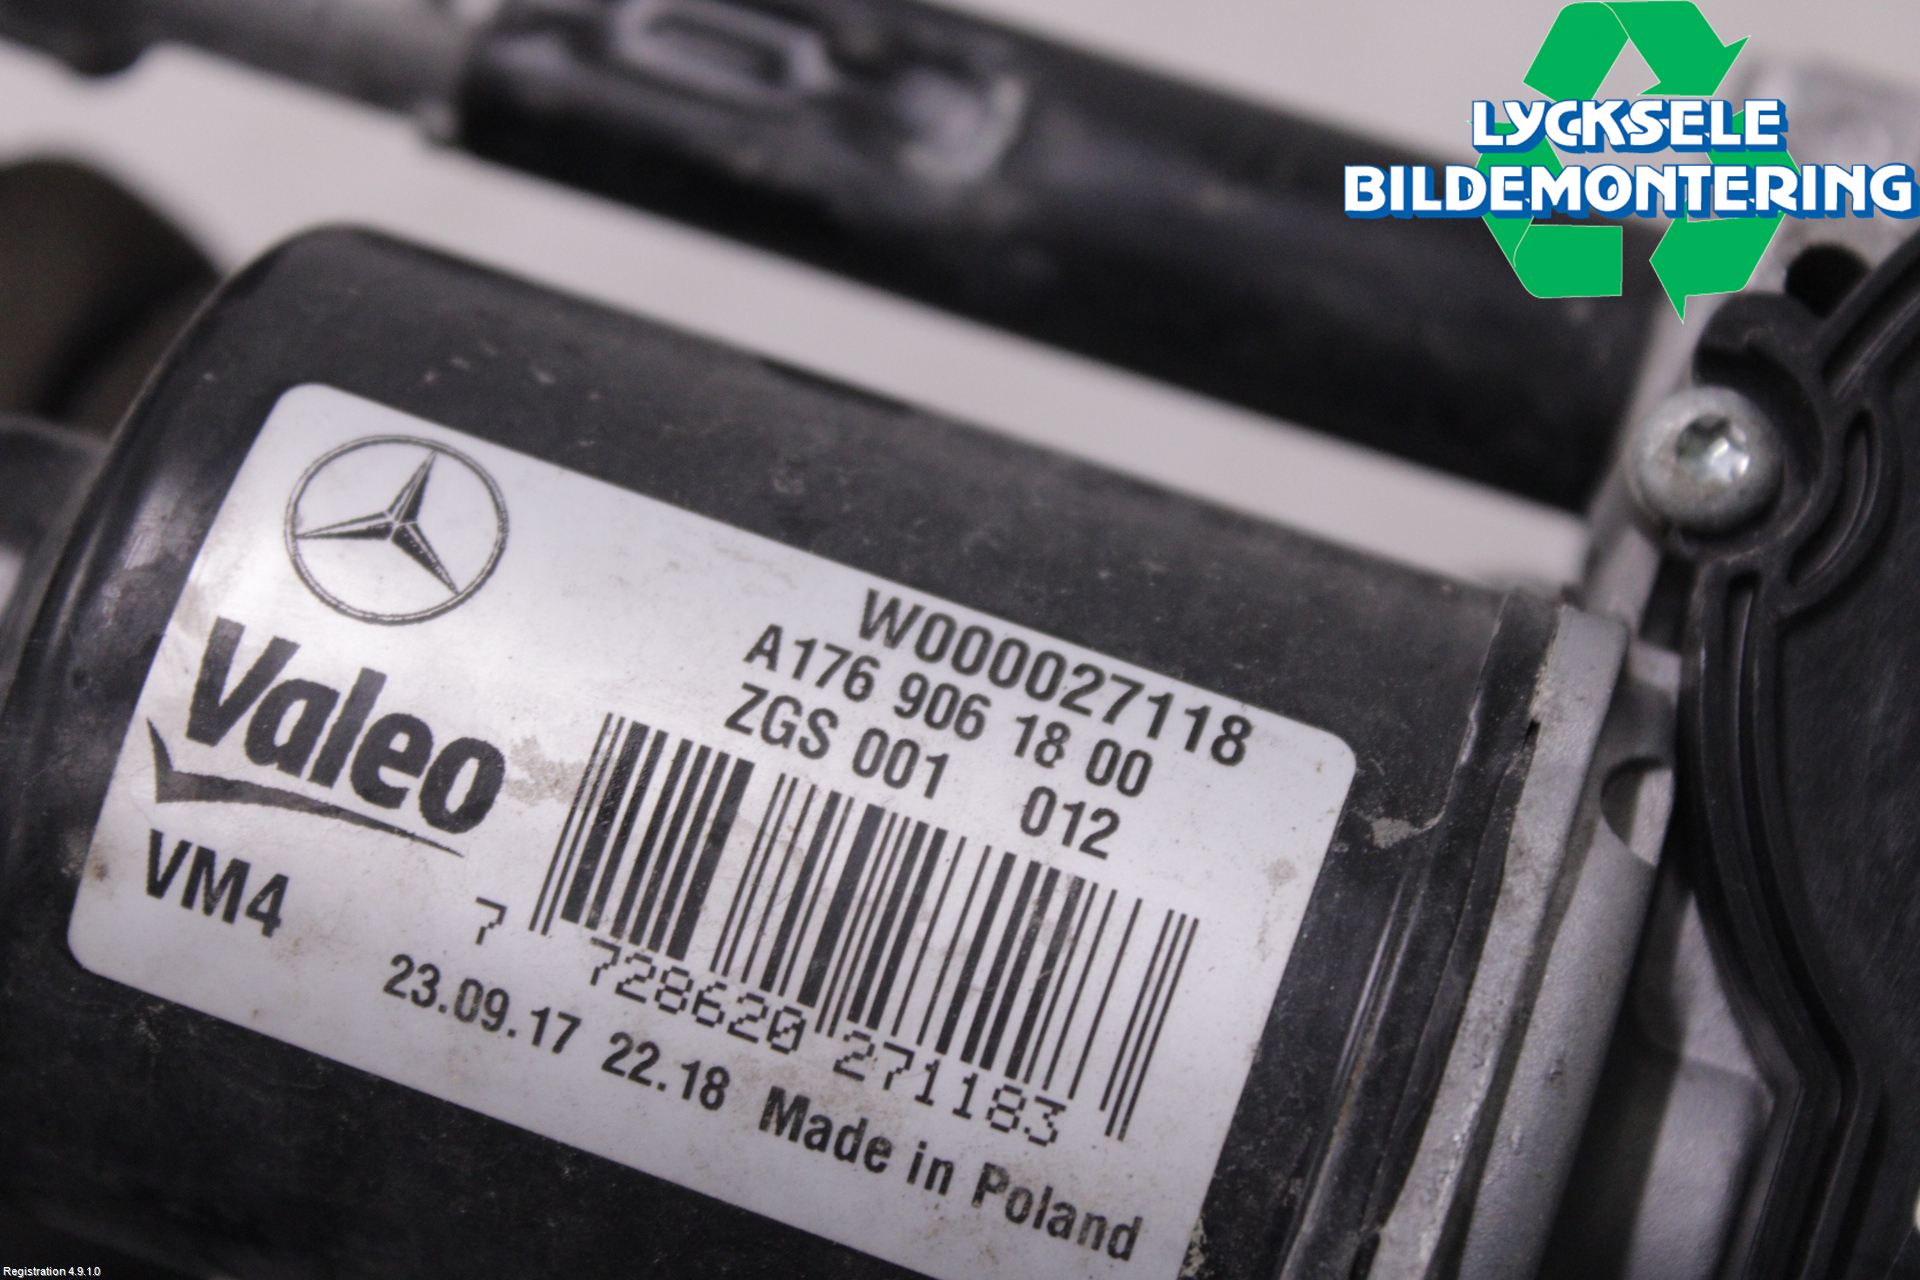 LYCKSELE
BILDEMONTERING
W000027118
A176 906 18 00
ZGS 001 012
Valeo
VM4
7 728620 271183
23.09.17 22.18 Made in Poland
Registration 4.9.1.0